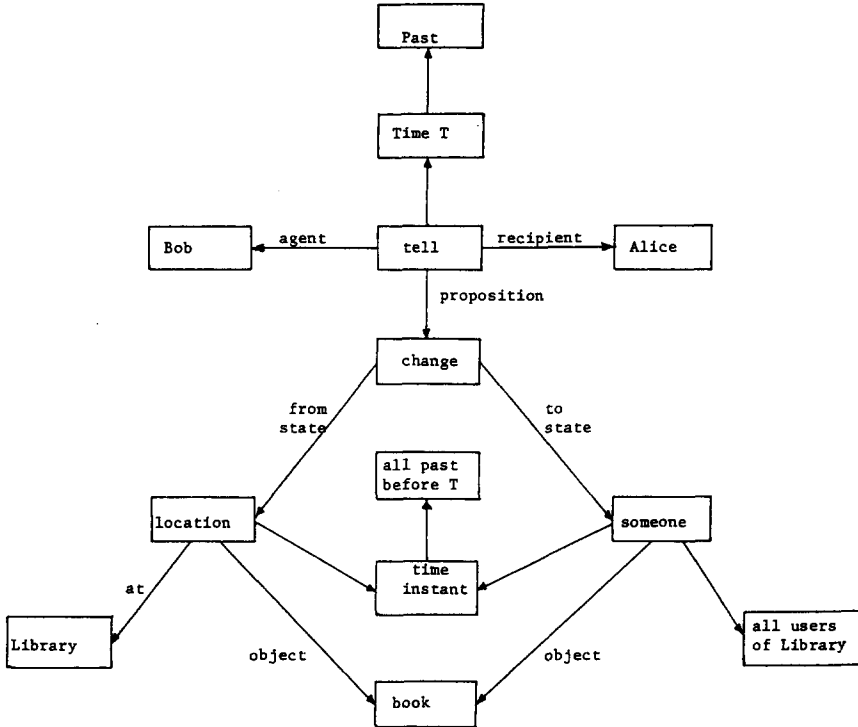 Past
Time T
Bob
agent
tell
recipient
Alice
proposition
change
from
state
to
state
all past
before T
location
someone
time
instant
at
Library
object
object
all users
of Library
book